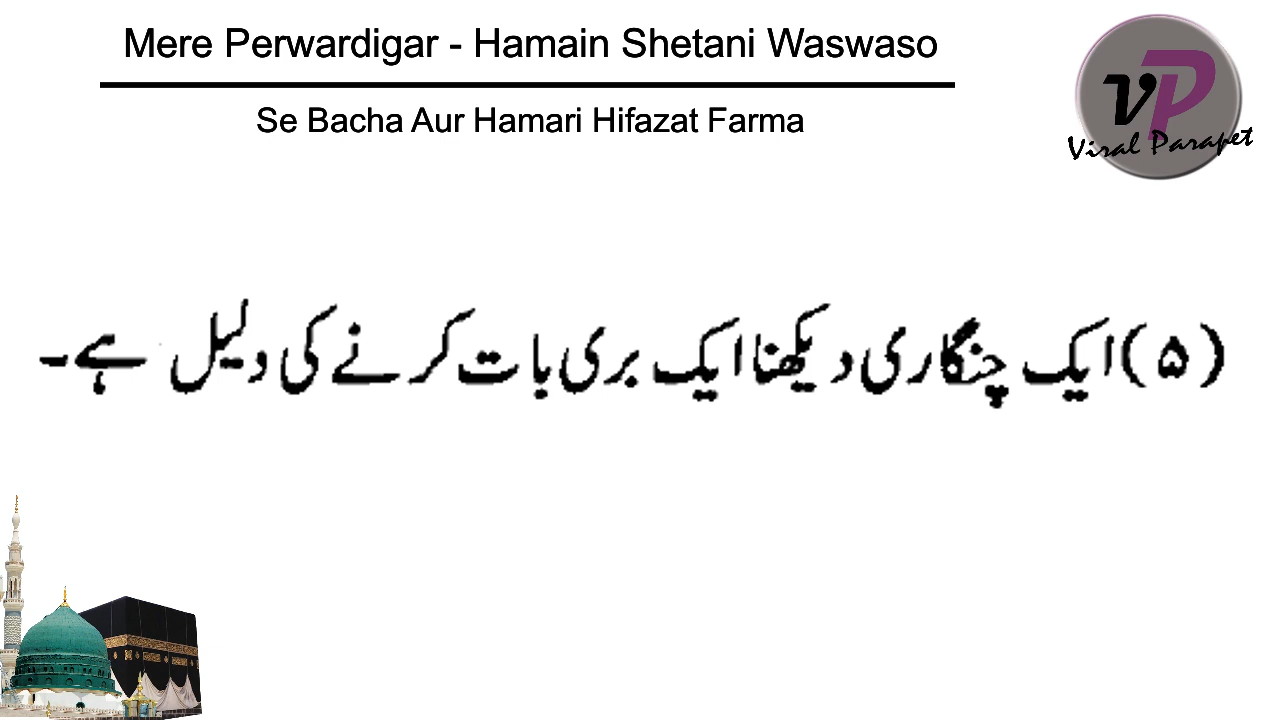 Mere Perwardigar - Hamain Shetani Waswaso
Se Bacha Aur Hamari Hifazat Farma
VP
Viral Parapet
(۵) ایک چنگاری دیکھنا ایک بری بات کرنے کی دلیل ہے۔